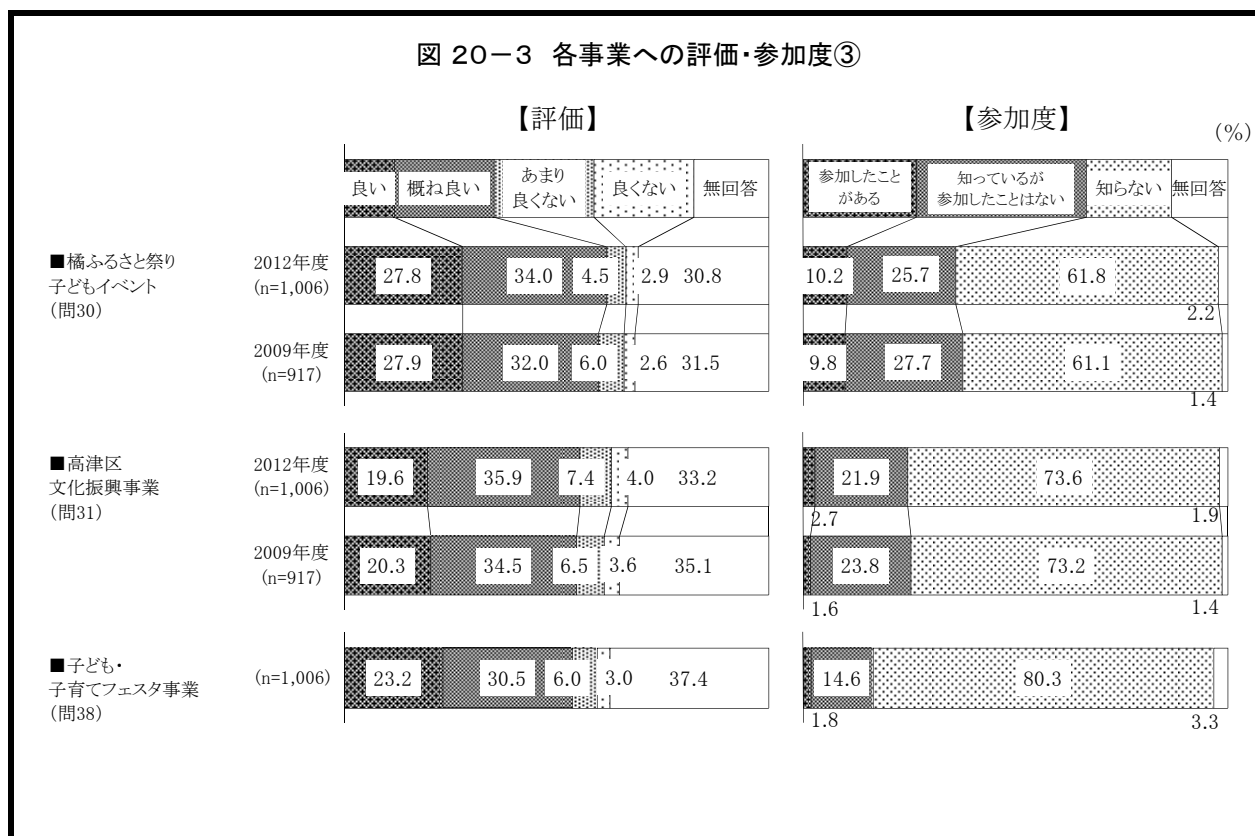 図 20－3 各事業への評価・参加度③
【評価】
【参加度】
(%)
良い
概ね良い
あまり
良くない
良くない
無回答
参加したこと
がある
知っているが
参加したことはない
知らない
無回答
■橘ふるさと祭り
子どもイベント
(問30)
2012年度
(n=1,006)
27.8 34.0 4.5 2.9 30.8
10.2 25.7 61.8
2.2
2009年度
(n=917)
27.9 32.0 6.0 2.6 31.5
9.8 27.7 61.1
1.4
■高津区
文化振興事業
(問31)
2012年度
(n=1,006)
19.6 35.9 7.4 4.0 33.2
21.9 73.6
2.7 1.9
2009年度
(n=917)
20.3 34.5 6.5 3.6 35.1
23.8 73.2
1.6 1.4
■子ども・
子育てフェスタ事業
(問38)
(n=1,006)
23.2 30.5 6.0 3.0 37.4
14.6 80.3
1.8 3.3